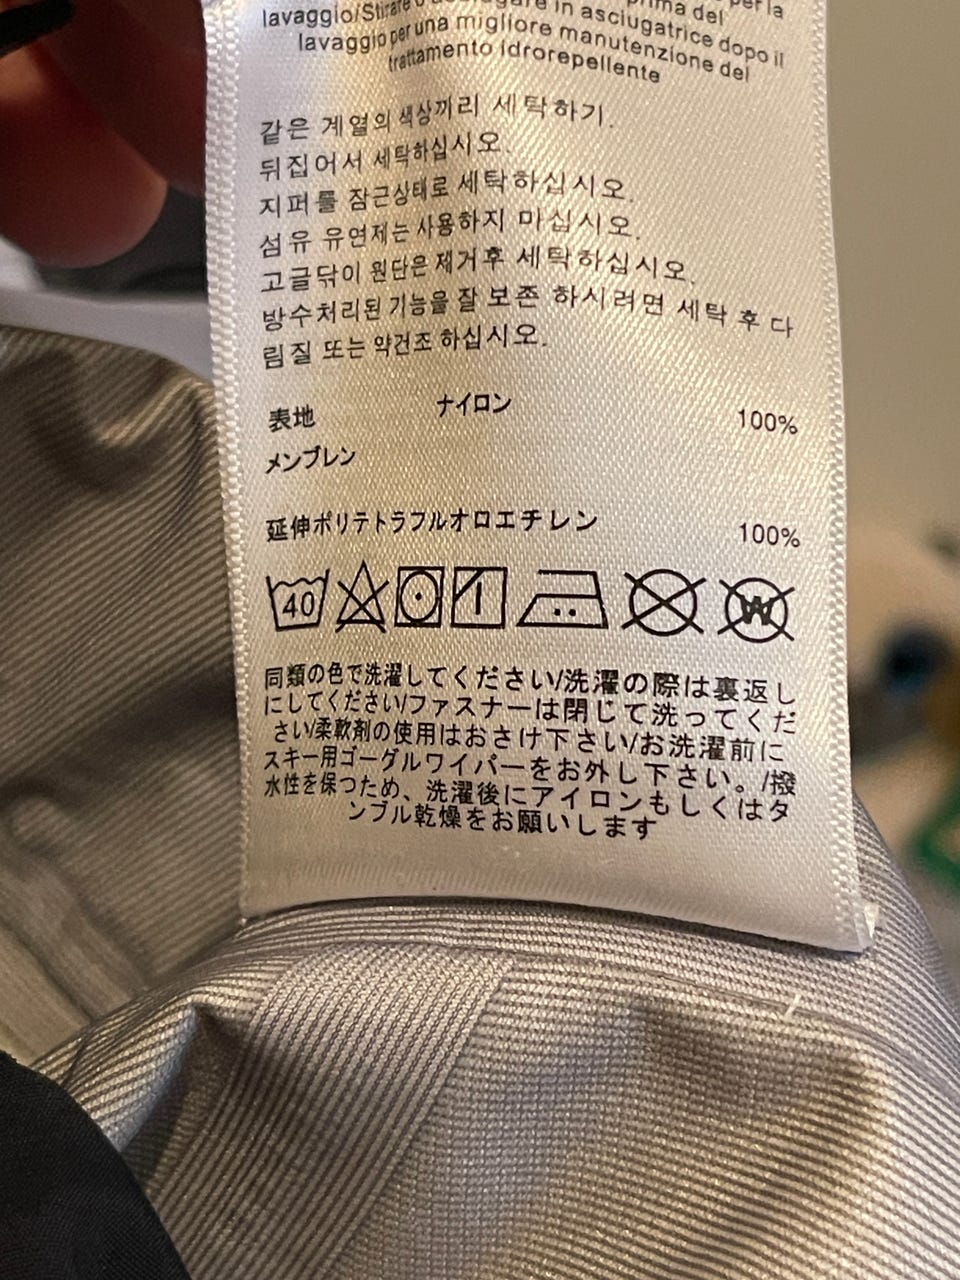 per la
prima del
lavaggio/Stirare o asciugare in asciugatrice dopo il
lavaggio per una migliore manutenzione del
trattamento idrorepellente
같은 계열의 색상끼리 세탁하기.
뒤집어서 세탁하십시오.
지퍼를 잠근상태로 세탁하십시오.
섬유 유연제는 사용하지 마십시오.
고글닦이 원단은 제거후 세탁하십시오.
방수처리된 기능을 잘 보존 하시려면 세탁 후 다
림질 또는 약건조 하십시오.
表地 ナイロン 100%
メンブレン
延伸ポリテトラフルオロエチレン 100%
40 1 W
同類の色で洗濯してください/洗濯の際は裏返し
にしてください/ファスナーは閉じて洗ってくだ
さい/柔軟剤の使用はおさけ下さい/お洗濯前に
スキー用ゴーグルワイパーをお外し下さい。/撥
水性を保つため、洗濯後にアイロンもしくはタ
ンブル乾燥をお願いします